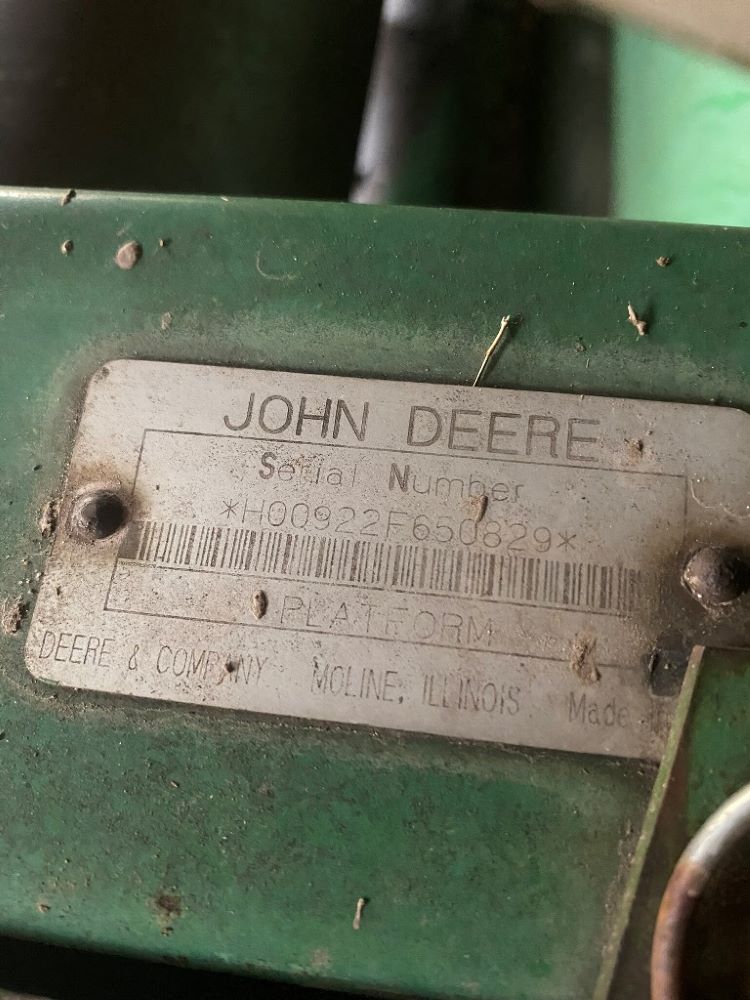 JOHN DEERE
Serial Number
*H00922F650829*
PLATFORM
DEERE & COMPANY MOLINE, ILLINOIS Made